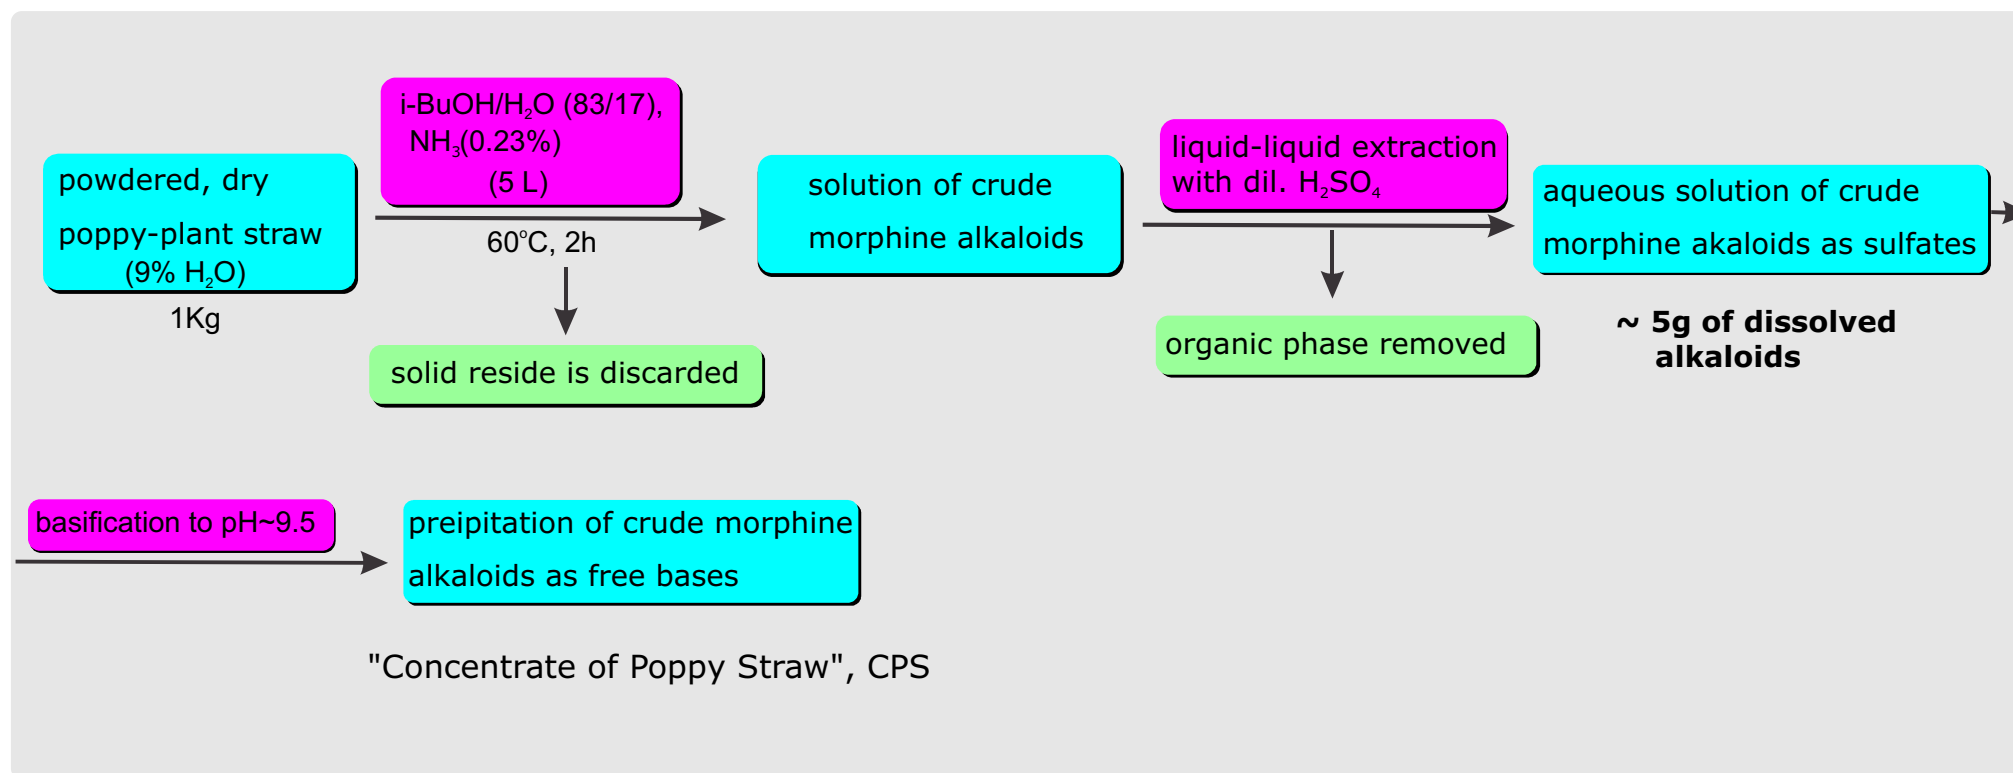 i-BuOH/H₂O (83/17),
NH₃(0.23%)
(5 L)
powdered, dry
poppy-plant straw
(9% H₂O)
1Kg
60°C, 2h
solid reside is discarded
solution of crude
morphine alkaloids
liquid-liquid extraction
with dil. H₂SO₄
organic phase removed
aqueous solution of crude
morphine akaloids as sulfates
~ 5g of dissolved
alkaloids
basification to pH~9.5
preipitation of crude morphine
alkaloids as free bases
"Concentrate of Poppy Straw", CPS